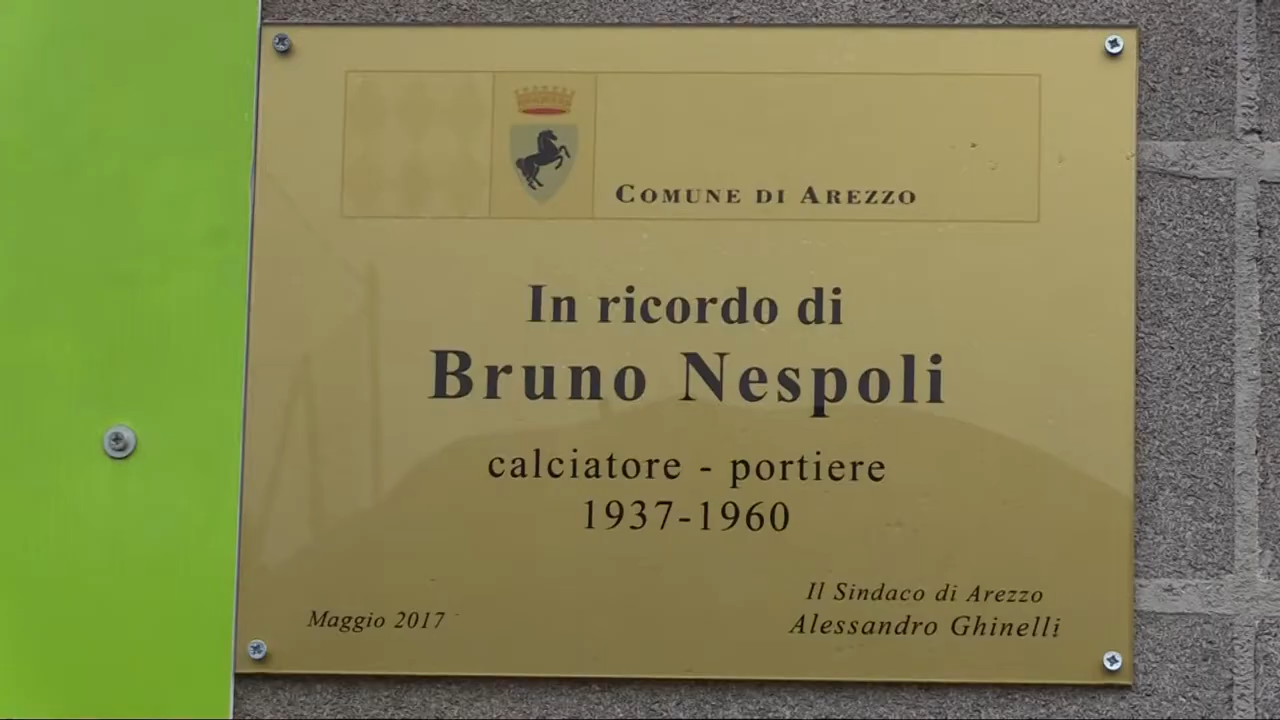 COMUNE DI AREZZO
In ricordo di
Bruno Nespoli
calciatore - portiere
1937-1960
Maggio 2017
Il Sindaco di Arezzo
Alessandro Ghinelli